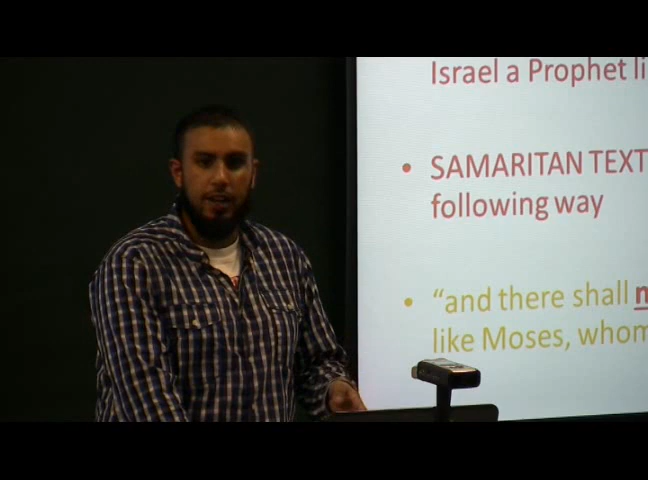 Israel a Prophet li
• SAMARITAN TEXT
following way
• “and there shall
like Moses, whom